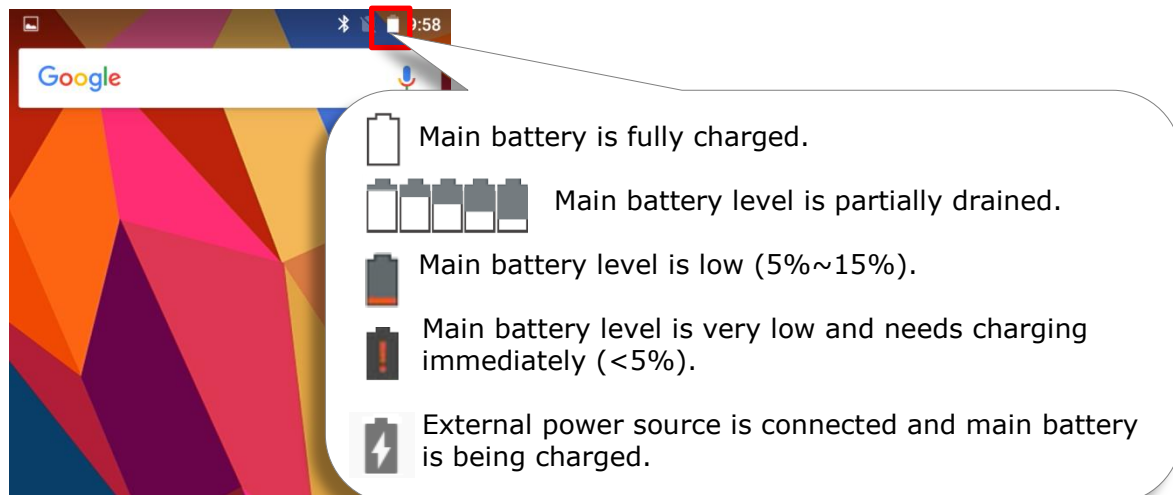 9:58
Google
Main battery is fully charged.
Main battery level is partially drained.
Main battery level is low (5%~15%).
Main battery level is very low and needs charging
immediately (<5%).
External power source is connected and main battery
is being charged.